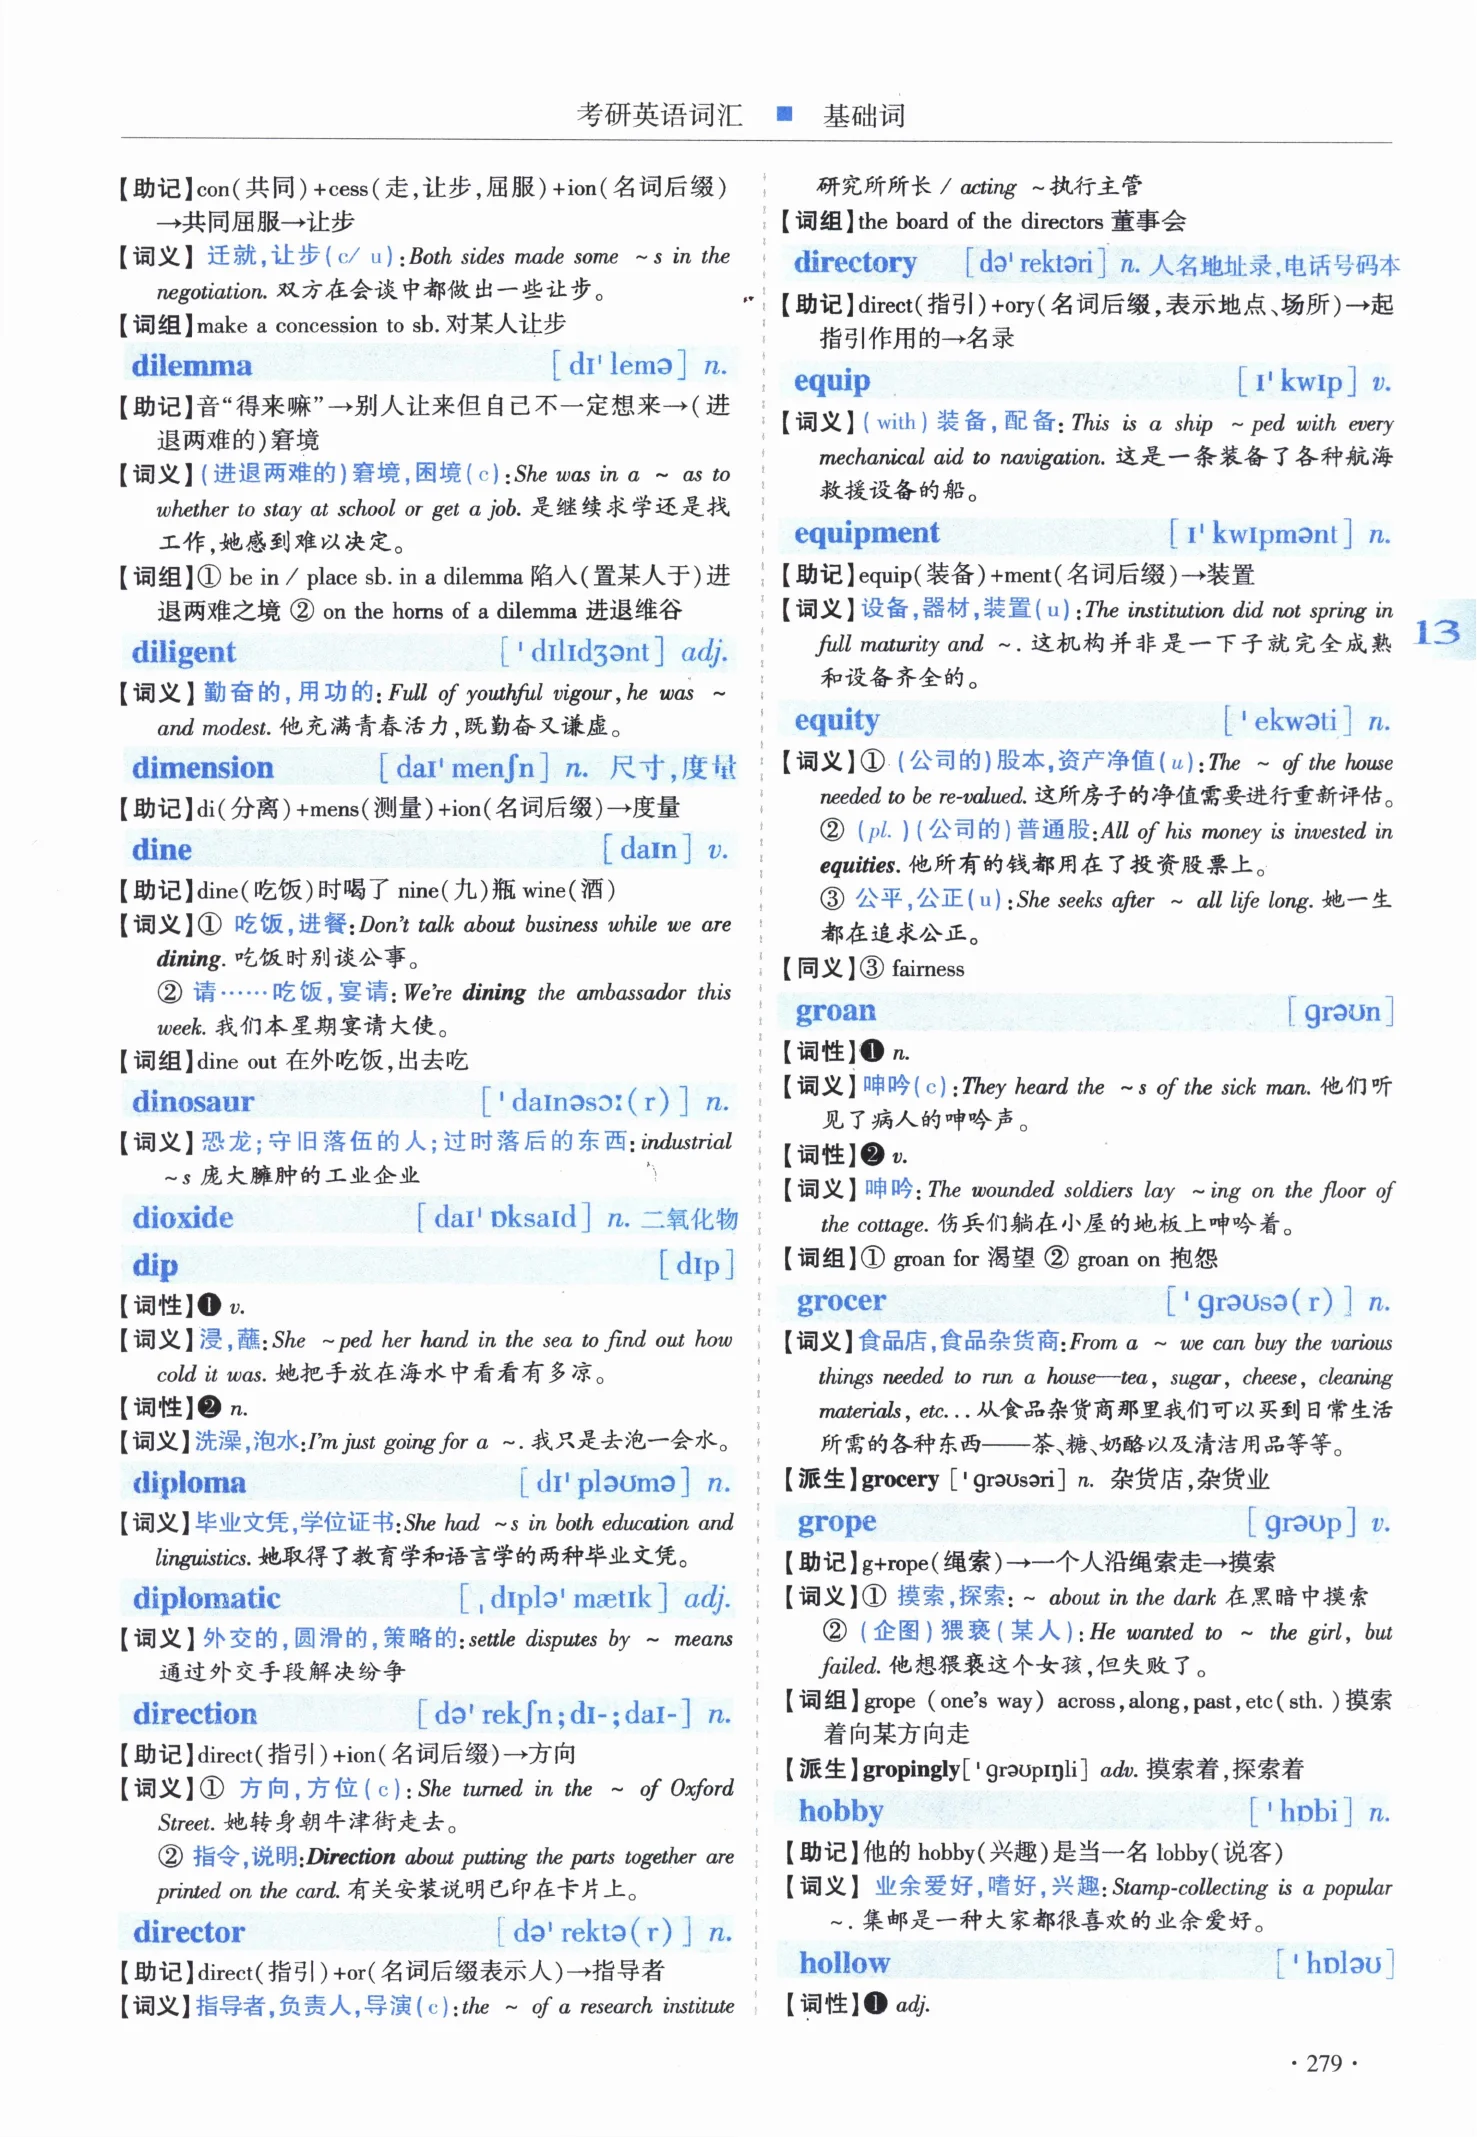 考研英语词汇 ■ 基础词
【助记】con(共同)+cess(走,让步,屈服)+ion(名词后缀)
→共同屈服→让步
【词义】迁就,让步(c/ u):Both sides made some ~s in the
negotiation. 双方在会谈中都做出一些让步。
【词组】make a concession to sb. 对某人让步
dilemma [dɪˈlemə] n.
【助记】音“得来嘛”→别人让来但自己不一定想来→(进
退两难的)窘境
【词义】(进退两难的)窘境,困境(c):She was in a ~ as to
whether to stay at school or get a job. 是继续求学还是找
工作,她感到难以决定。
【词组】① be in / place sb. in a dilemma 陷入(置某人于)进
退两难之境 ② on the horns of a dilemma 进退维谷
diligent [ˈdɪlɪdʒənt] adj.
【词义】勤奋的,用功的:Full of youthful vigour,he was ~
and modest. 他充满青春活力,既勤奋又谦虚。
dimension [daɪˈmenʃn] n. 尺寸,度量
【助记】di(分离)+mens(测量)+ion(名词后缀)→度量
dine [daɪn] v.
【助记】dine(吃饭)时喝了 nine(九)瓶 wine(酒)
【词义】① 吃饭,进餐:Don't talk about business while we are
dining. 吃饭时别谈公事。
② 请……吃饭,宴请:We're dining the ambassador this
week. 我们本星期宴请大使。
【词组】dine out 在外吃饭,出去吃
dinosaur [ˈdaɪnəsɔː(r)] n.
【词义】恐龙;守旧落伍的人;过时落后的东西:industrial
~s 庞大臃肿的工业企业
dioxide [daɪˈɒksaɪd] n. 二氧化物
dip [dɪp]
【词性】❶ v.
【词义】浸,蘸:She ~ped her hand in the sea to find out how
cold it was. 她把手放在海水中看看有多凉。
【词性】❷ n.
【词义】洗澡,泡水:I'm just going for a ~. 我只是去泡一会水。
diploma [dɪˈpləʊmə] n.
【词义】毕业文凭,学位证书:She had ~s in both education and
linguistics. 她取得了教育学和语言学的两种毕业文凭。
diplomatic [ˌdɪpləˈmætɪk] adj.
【词义】外交的,圆滑的,策略的:settle disputes by ~ means
通过外交手段解决纷争
direction [dəˈrekʃn;dɪ-;daɪ-] n.
【助记】direct(指引)+ion(名词后缀)→方向
【词义】① 方向,方位(c):She turned in the ~ of Oxford
Street. 她转身朝牛津街走去。
② 指令,说明:Direction about putting the parts together are
printed on the card. 有关安装说明已印在卡片上。
director [dəˈrektə(r)] n.
【助记】direct(指引)+or(名词后缀表示人)→指导者
【词义】指导者,负责人,导演(c):the ~ of a research institute
研究所所长 / acting ~执行主管
【词组】the board of the directors 董事会
directory [dəˈrektəri] n. 人名地址录,电话号码本
【助记】direct(指引)+ory(名词后缀,表示地点、场所)→起
指引作用的→名录
equip [ɪˈkwɪp] v.
【词义】(with)装备,配备:This is a ship ~ped with every
mechanical aid to navigation. 这是一条装备了各种航海
救援设备的船。
equipment [ɪˈkwɪpmənt] n.
【助记】equip(装备)+ment(名词后缀)→装置
【词义】设备,器材,装置(u):The institution did not spring in
full maturity and ~. 这机构并非是一下子就完全成熟
和设备齐全的。
13
equity [ˈekwəti] n.
【词义】① (公司的)股本,资产净值(u):The ~ of the house
needed to be re-valued. 这所房子的净值需要进行重新评估。
② (pl. )(公司的)普通股:All of his money is invested in
equities. 他所有的钱都用在了投资股票上。
③ 公平,公正(u):She seeks after ~ all life long. 她一生
都在追求公正。
【同义】③ fairness
groan [grəʊn]
【词性】❶ n.
【词义】呻吟(c):They heard the ~s of the sick man. 他们听
见了病人的呻吟声。
【词性】❷ v.
【词义】呻吟:The wounded soldiers lay ~ing on the floor of
the cottage. 伤兵们躺在小屋的地板上呻吟着。
【词组】① groan for 渴望 ② groan on 抱怨
grocer [ˈgrəʊsə(r)] n.
【词义】食品店,食品杂货商:From a ~ we can buy the various
things needed to run a house—tea, sugar, cheese, cleaning
materials, etc... 从食品杂货商那里我们可以买到日常生活
所需的各种东西——茶、糖、奶酪以及清洁用品等等。
【派生】grocery [ˈgrəʊsəri] n. 杂货店,杂货业
grope [grəʊp] v.
【助记】g+rope(绳索)→一个人沿绳索走→摸索
【词义】① 摸索,探索:~ about in the dark 在黑暗中摸索
② (企图)猥亵(某人):He wanted to ~ the girl, but
failed. 他想猥亵这个女孩,但失败了。
【词组】grope (one's way) across,along,past,etc(sth. )摸索
着向某方向走
【派生】gropingly[ˈgrəʊpɪŋli] adv. 摸索着,探索着
hobby [ˈhɒbi] n.
【助记】他的 hobby(兴趣)是当一名 lobby(说客)
【词义】业余爱好,嗜好,兴趣:Stamp-collecting is a popular
~. 集邮是一种大家都很喜欢的业余爱好。
hollow [ˈhɒləʊ]
【词性】❶ adj.
· 279 ·